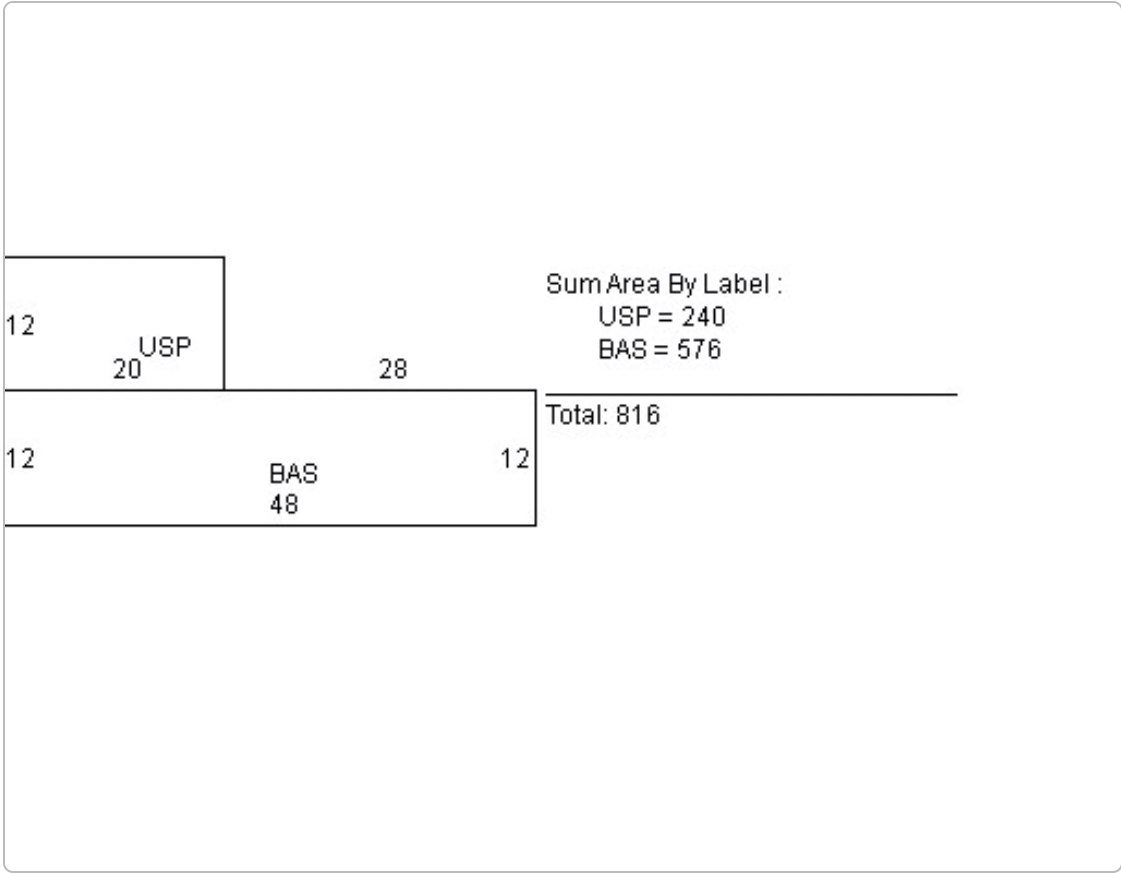 Sum Area By Label :
USP = 240
BAS = 576
Total: 816
12
USP
20
28
12
12
BAS
48